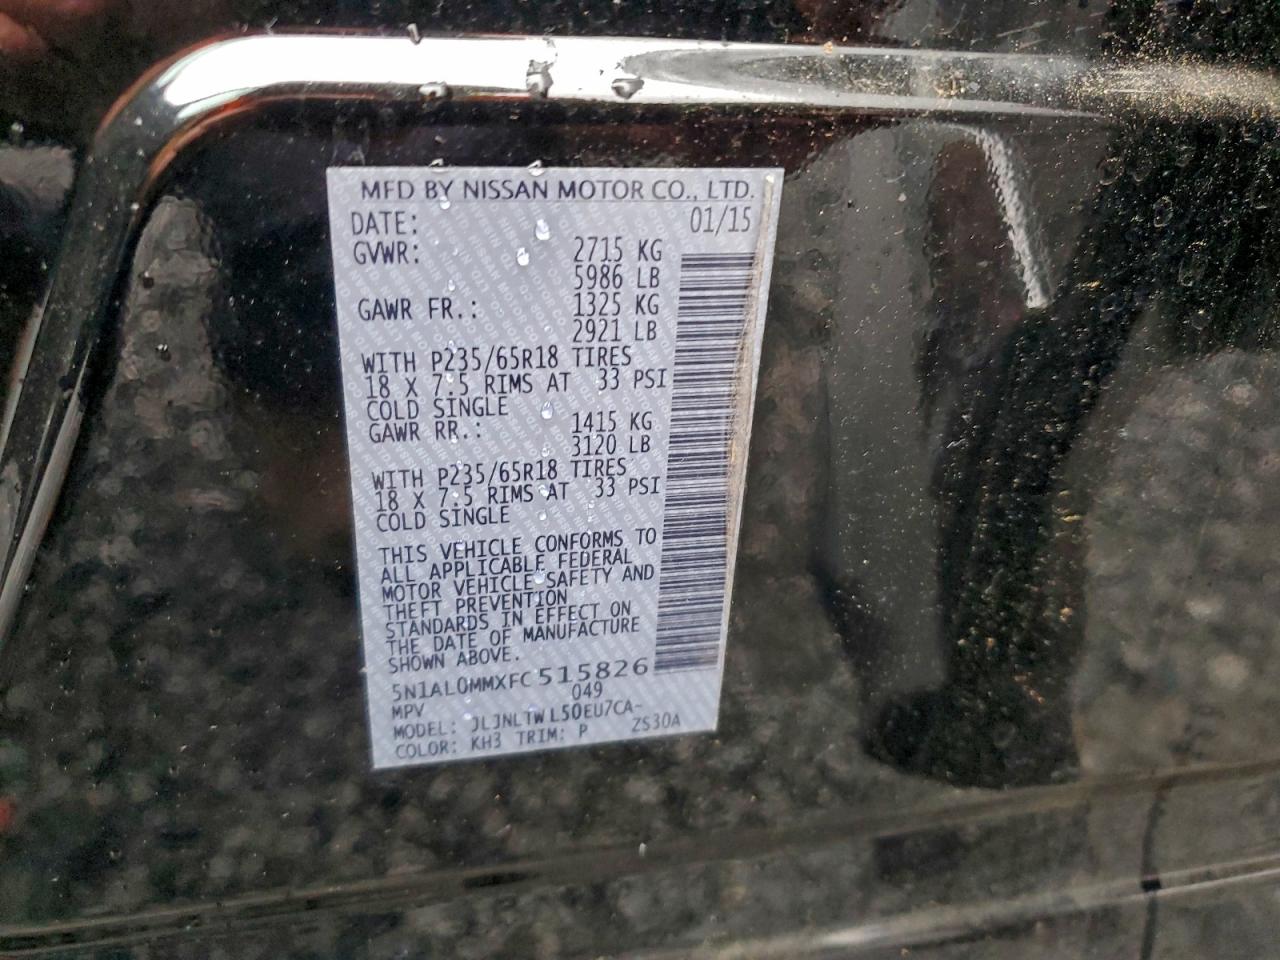 MFD BY NISSAN MOTOR CO., LTD.
DATE: 01/15
GVWR: 2715 KG
5986 LB
GAWR FR.: 1325 KG
2921 LB
WITH P235/65R18 TIRES
18 X 7.5 RIMS AT 33 PSI
COLD SINGLE
GAWR RR.: 1415 KG
3120 LB
WITH P235/65R18 TIRES
18 X 7.5 RIMS AT 33 PSI
COLD SINGLE
THIS VEHICLE CONFORMS TO
ALL APPLICABLE FEDERAL
MOTOR VEHICLE SAFETY AND
THEFT PREVENTION
STANDARDS IN EFFECT ON
THE DATE OF MANUFACTURE
SHOWN ABOVE.
5N1AL0MMXFC515826
MPV 049
MODEL: JLJNLTWL50EU7CA-
COLOR: KH3 TRIM: P ZS30A